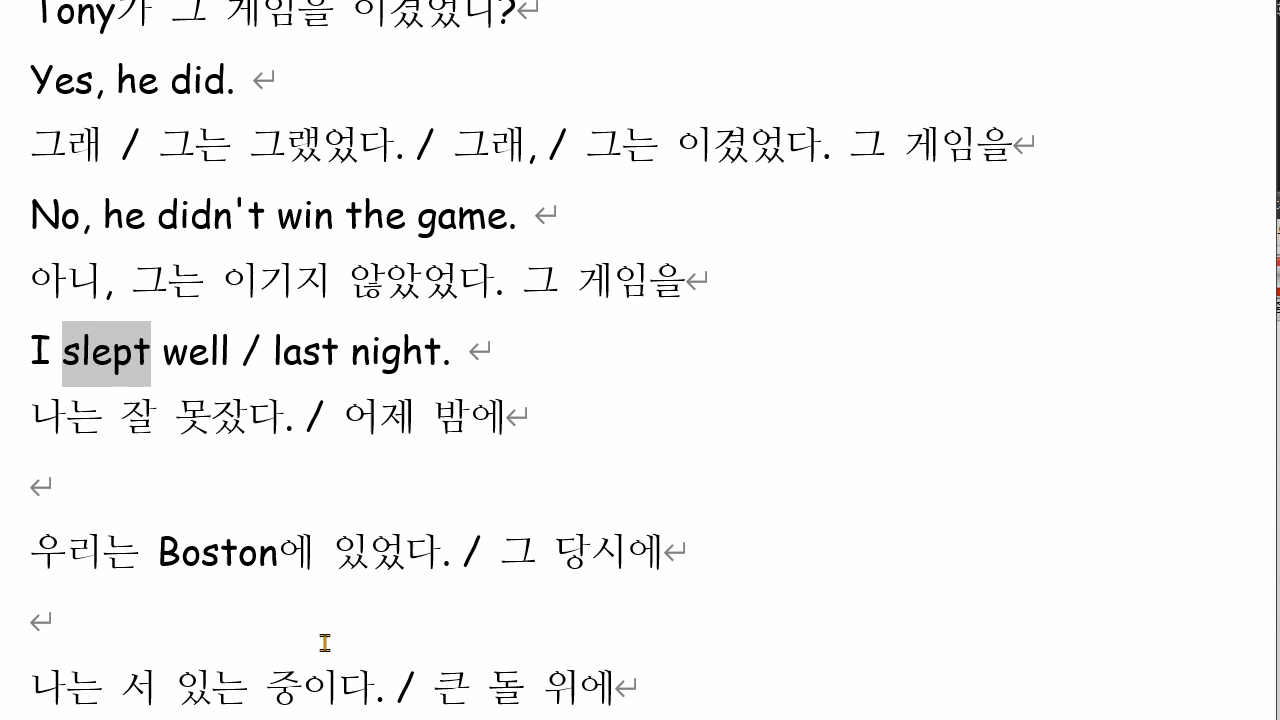 Tony가 그 게임을 이겼었니?↵
Yes, he did. ↵
그래 / 그는 그랬었다. / 그래, / 그는 이겼었다. 그 게임을↵
No, he didn't win the game. ↵
아니, 그는 이기지 않았었다. 그 게임을↵
I slept well / last night. ↵
나는 잘 못잤다. / 어제 밤에↵
↵
우리는 Boston에 있었다. / 그 당시에↵
↵
나는 서 있는 중이다. / 큰 돌 위에↵